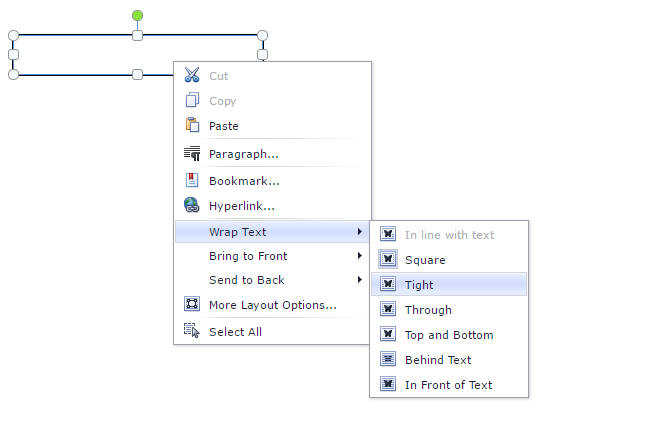 Cut
Copy
Paste
Paragraph...
Bookmark...
Hyperlink...
Wrap Text
Bring to Front
Send to Back
More Layout Options...
Select All
In line with text
Square
Tight
Through
Top and Bottom
Behind Text
In Front of Text